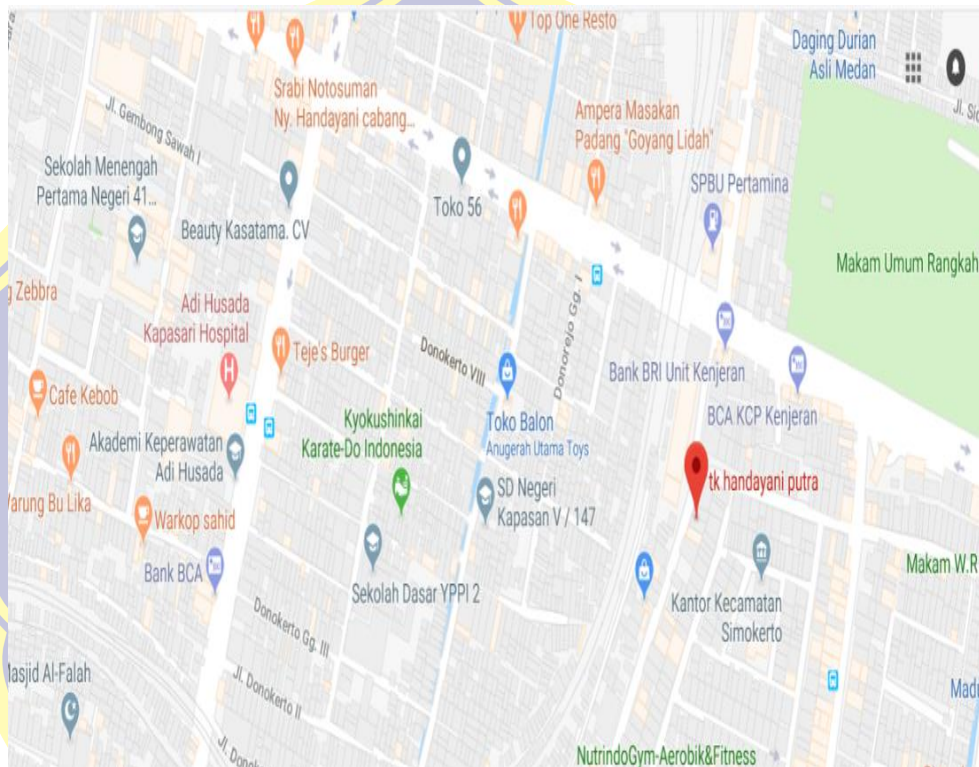 Top One Resto
Daging Durian
Asli Medan
Srabi Notosuman
Ny. Handayani cabang...
Jl. Gembong Sawah I
Ampera Masakan
Padang "Goyang Lidah"
Sekolah Menengah
Pertama Negeri 41...
Toko 56
SPBU Pertamina
Beauty Kasatama. CV
Makam Umum Rangkah
Zebbra
Adi Husada
Kapasari Hospital
Teje's Burger
Donokerto VIII
Donorejo Gg. I
Bank BRI Unit Kenjeran
Cafe Kebob
BCA KCP Kenjeran
Kyokushinkai
Karate-Do Indonesia
Toko Balon
Anugerah Utama Toys
Akademi Keperawatan
Adi Husada
tk handayani putra
SD Negeri
Kapasan V / 147
Warung Bu Lika
Warkop sahid
Makam W.R
Bank BCA
Sekolah Dasar YPPI 2
Kantor Kecamatan
Simokerto
Donokerto Gg. III
Masjid Al-Falah
Jl. Donokerto II
Jl. Dono
NutrindoGym-Aerobik&Fitness
H